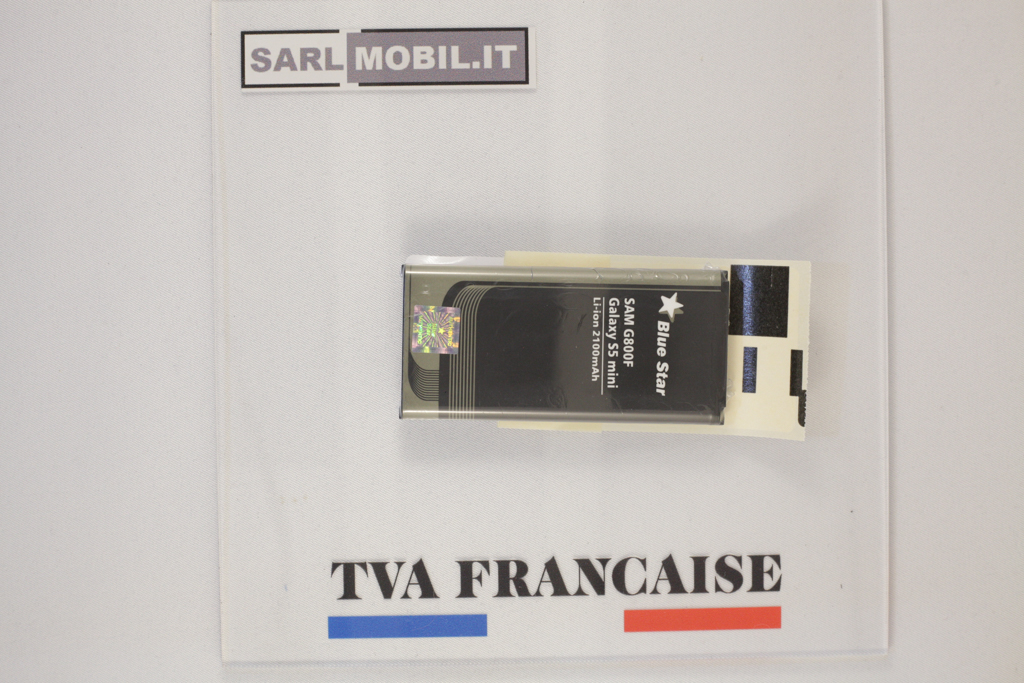 SARL MOBIL.IT
Blue Star
SAM G800F
Galaxy S5 mini
Li-ion 2100mAh
TVA FRANCAISE